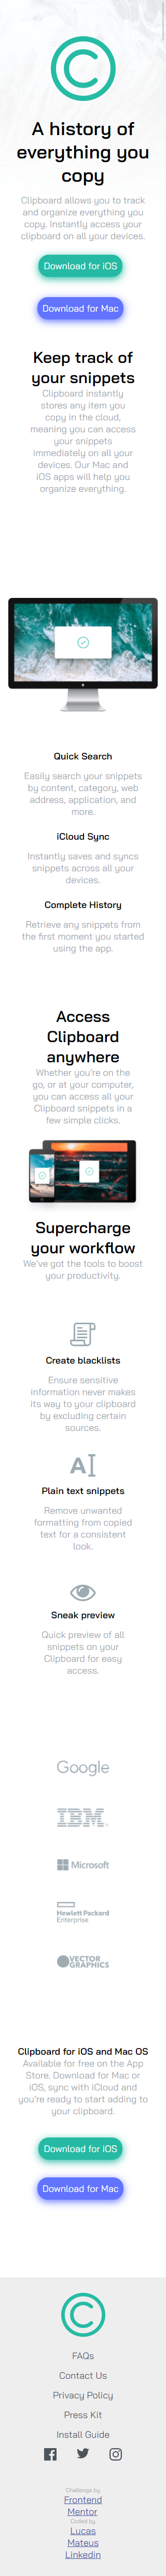 A history of
everything you
copy
Clipboard allows you to track
and organize everything you
copy. Instantly access your
clipboard on all your devices.
Download for iOS
Download for Mac
Keep track of
your snippets
Clipboard instantly
stores any item you
copy in the cloud,
meaning you can access
your snippets
immediately on all your
devices. Our Mac and
iOS apps will help you
organize everything.
Quick Search
Easily search your snippets
by content, category, web
address, application, and
more.
iCloud Sync
Instantly saves and syncs
snippets across all your
devices.
Complete History
Retrieve any snippets from
the first moment you started
using the app.
Access
Clipboard
anywhere
Whether you're on the
go, or at your computer,
you can access all your
Clipboard snippets in a
few simple clicks.
Supercharge
your workflow
We've got the tools to boost
your productivity.
Create blacklists
Ensure sensitive
information never makes
its way to your clipboard
by excluding certain
sources.
Plain text snippets
Remove unwanted
formatting from copied
text for a consistent
look.
Sneak preview
Quick preview of all
snippets on your
Clipboard for easy
access.
Google
IBM
Microsoft
Hewlett Packard
Enterprise
VECTOR
GRAPHICS
Clipboard for iOS and Mac OS
Available for free on the App
Store. Download for Mac or
iOS, sync with iCloud and
you're ready to start adding to
your clipboard.
Download for iOS
Download for Mac
FAQs
Contact Us
Privacy Policy
Press Kit
Install Guide
Challenge by
Frontend
Mentor
Coded by
Lucas
Mateus
Linkedin